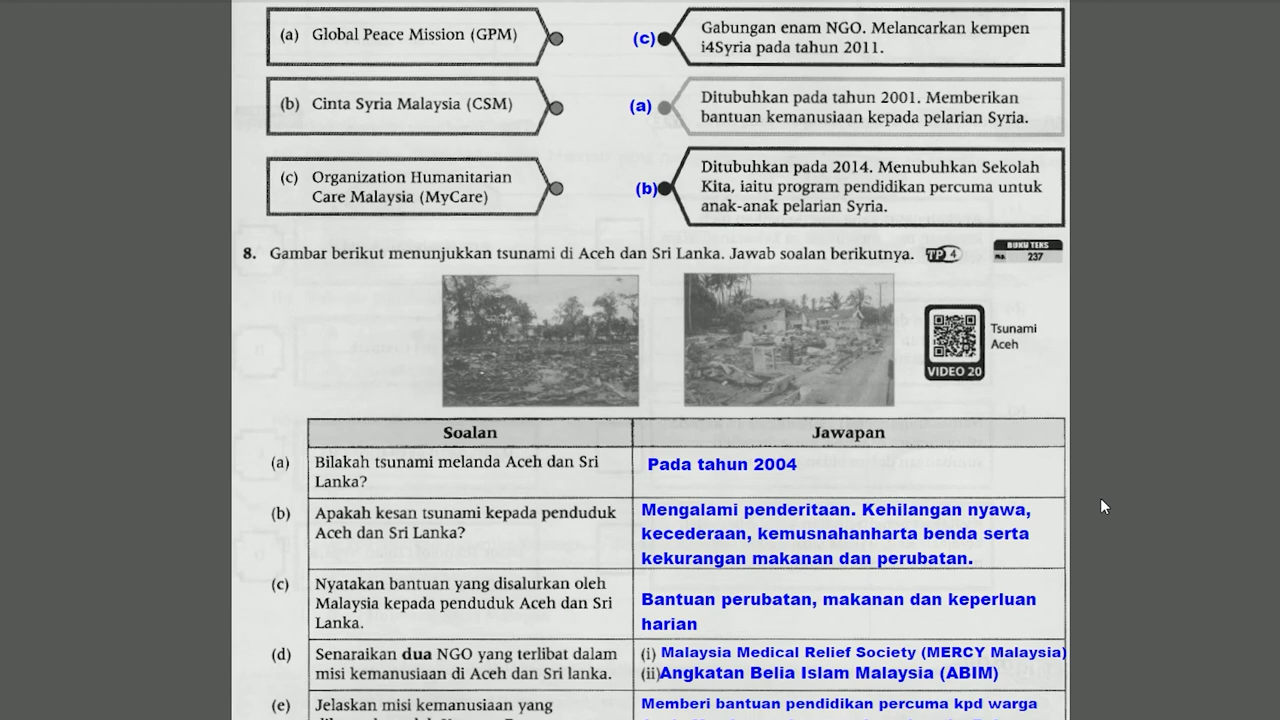 (a) Global Peace Mission (GPM)
(c)
Gabungan enam NGO. Melancarkan kempen
i4Syria pada tahun 2011.
(b) Cinta Syria Malaysia (CSM)
(a)
Ditubuhkan pada tahun 2001. Memberikan
bantuan kemanusiaan kepada pelarian Syria.
(c) Organization Humanitarian
Care Malaysia (MyCare)
(b)
Ditubuhkan pada 2014. Menubuhkan Sekolah
Kita, iaitu program pendidikan percuma untuk
anak-anak pelarian Syria.
8. Gambar berikut menunjukkan tsunami di Aceh dan Sri Lanka. Jawab soalan berikutnya. TP 4
BUKU TEKS
m.s. 237
Tsunami
Aceh
VIDEO 20
Soalan
Jawapan
(a) Bilakah tsunami melanda Aceh dan Sri
Lanka?
Pada tahun 2004
(b) Apakah kesan tsunami kepada penduduk
Aceh dan Sri Lanka?
Mengalami penderitaan. Kehilangan nyawa,
kecederaan, kemusnahanharta benda serta
kekurangan makanan dan perubatan.
(c) Nyatakan bantuan yang disalurkan oleh
Malaysia kepada penduduk Aceh dan Sri
Lanka.
Bantuan perubatan, makanan dan keperluan
harian
(d) Senaraikan dua NGO yang terlibat dalam
misi kemanusiaan di Aceh dan Sri lanka.
(i) Malaysia Medical Relief Society (MERCY Malaysia)
(ii)Angkatan Belia Islam Malaysia (ABIM)
(e) Jelaskan misi kemanusiaan yang
Memberi bantuan pendidikan percuma kpd warga